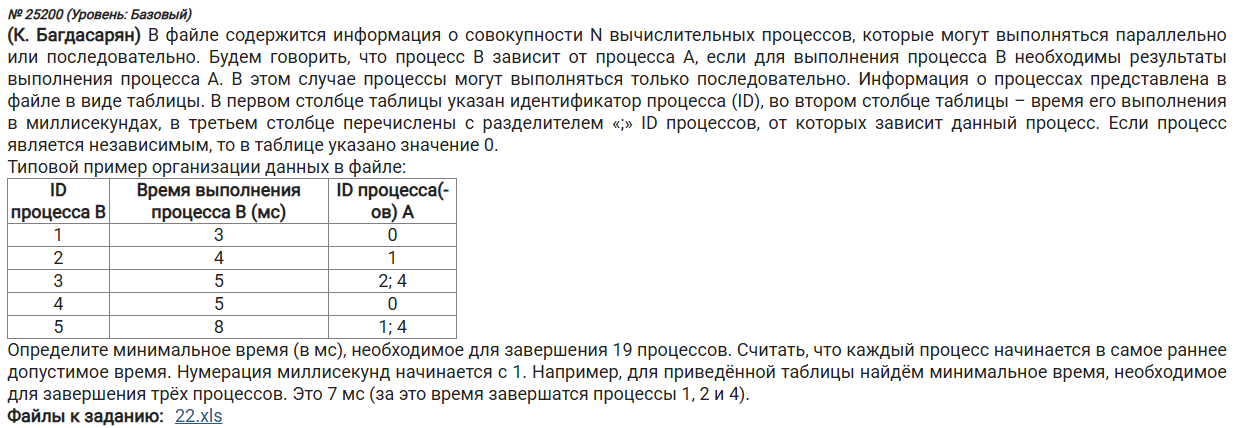 № 25200 (Уровень: Базовый)
(К. Багдасарян) В файле содержится информация о совокупности N вычислительных процессов, которые могут выполняться параллельно
или последовательно. Будем говорить, что процесс B зависит от процесса A, если для выполнения процесса B необходимы результаты
выполнения процесса A. В этом случае процессы могут выполняться только последовательно. Информация о процессах представлена в
файле в виде таблицы. В первом столбце таблицы указан идентификатор процесса (ID), во втором столбце таблицы – время его выполнения
в миллисекундах, в третьем столбце перечислены с разделителем «;» ID процессов, от которых зависит данный процесс. Если процесс
является независимым, то в таблице указано значение 0.
Типовой пример организации данных в файле:
ID процесса B | Время выполнения процесса B (мс) | ID процесса(-ов) A
1 | 3 | 0
2 | 4 | 1
3 | 5 | 2; 4
4 | 5 | 0
5 | 8 | 1; 4
Определите минимальное время (в мс), необходимое для завершения 19 процессов. Считать, что каждый процесс начинается в самое раннее
допустимое время. Нумерация миллисекунд начинается с 1. Например, для приведённой таблицы найдём минимальное время, необходимое
для завершения трёх процессов. Это 7 мс (за это время завершатся процессы 1, 2 и 4).
Файлы к заданию: 22.xls